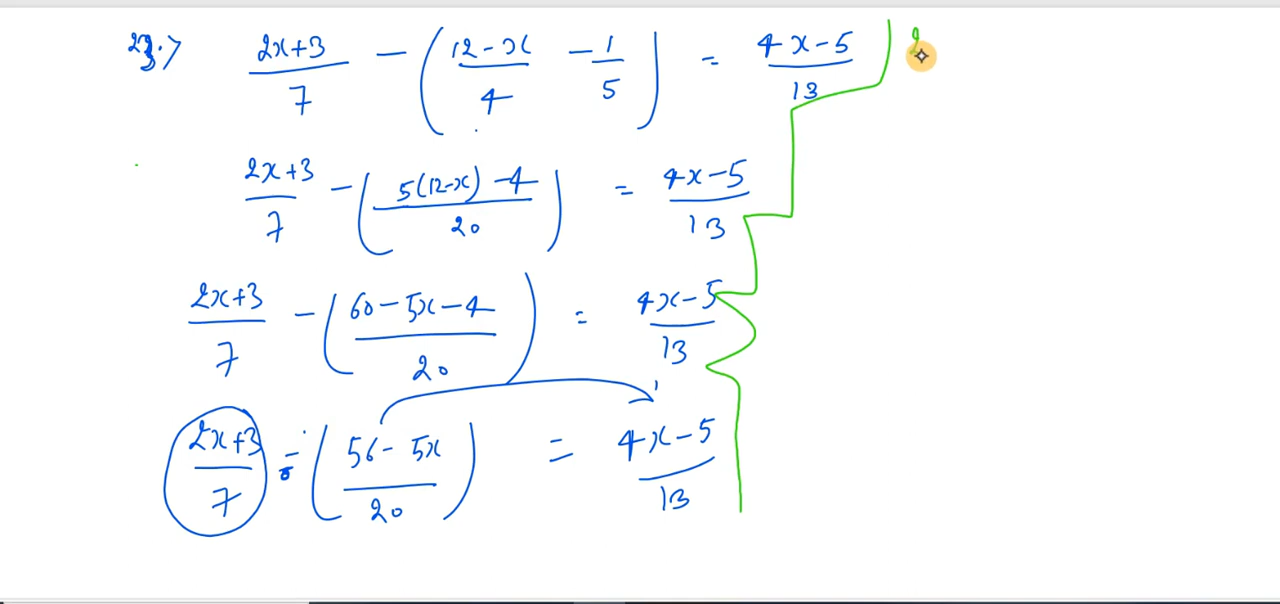 23.> (2x+3)/7 - ((12-x)/4 - 1/5) = (4x-5)/13
(2x+3)/7 - ((5(12-x)-4)/20) = (4x-5)/13
(2x+3)/7 - ((60-5x-4)/20) = (4x-5)/13
(2x+3)/7 - ((56-5x)/20) = (4x-5)/13